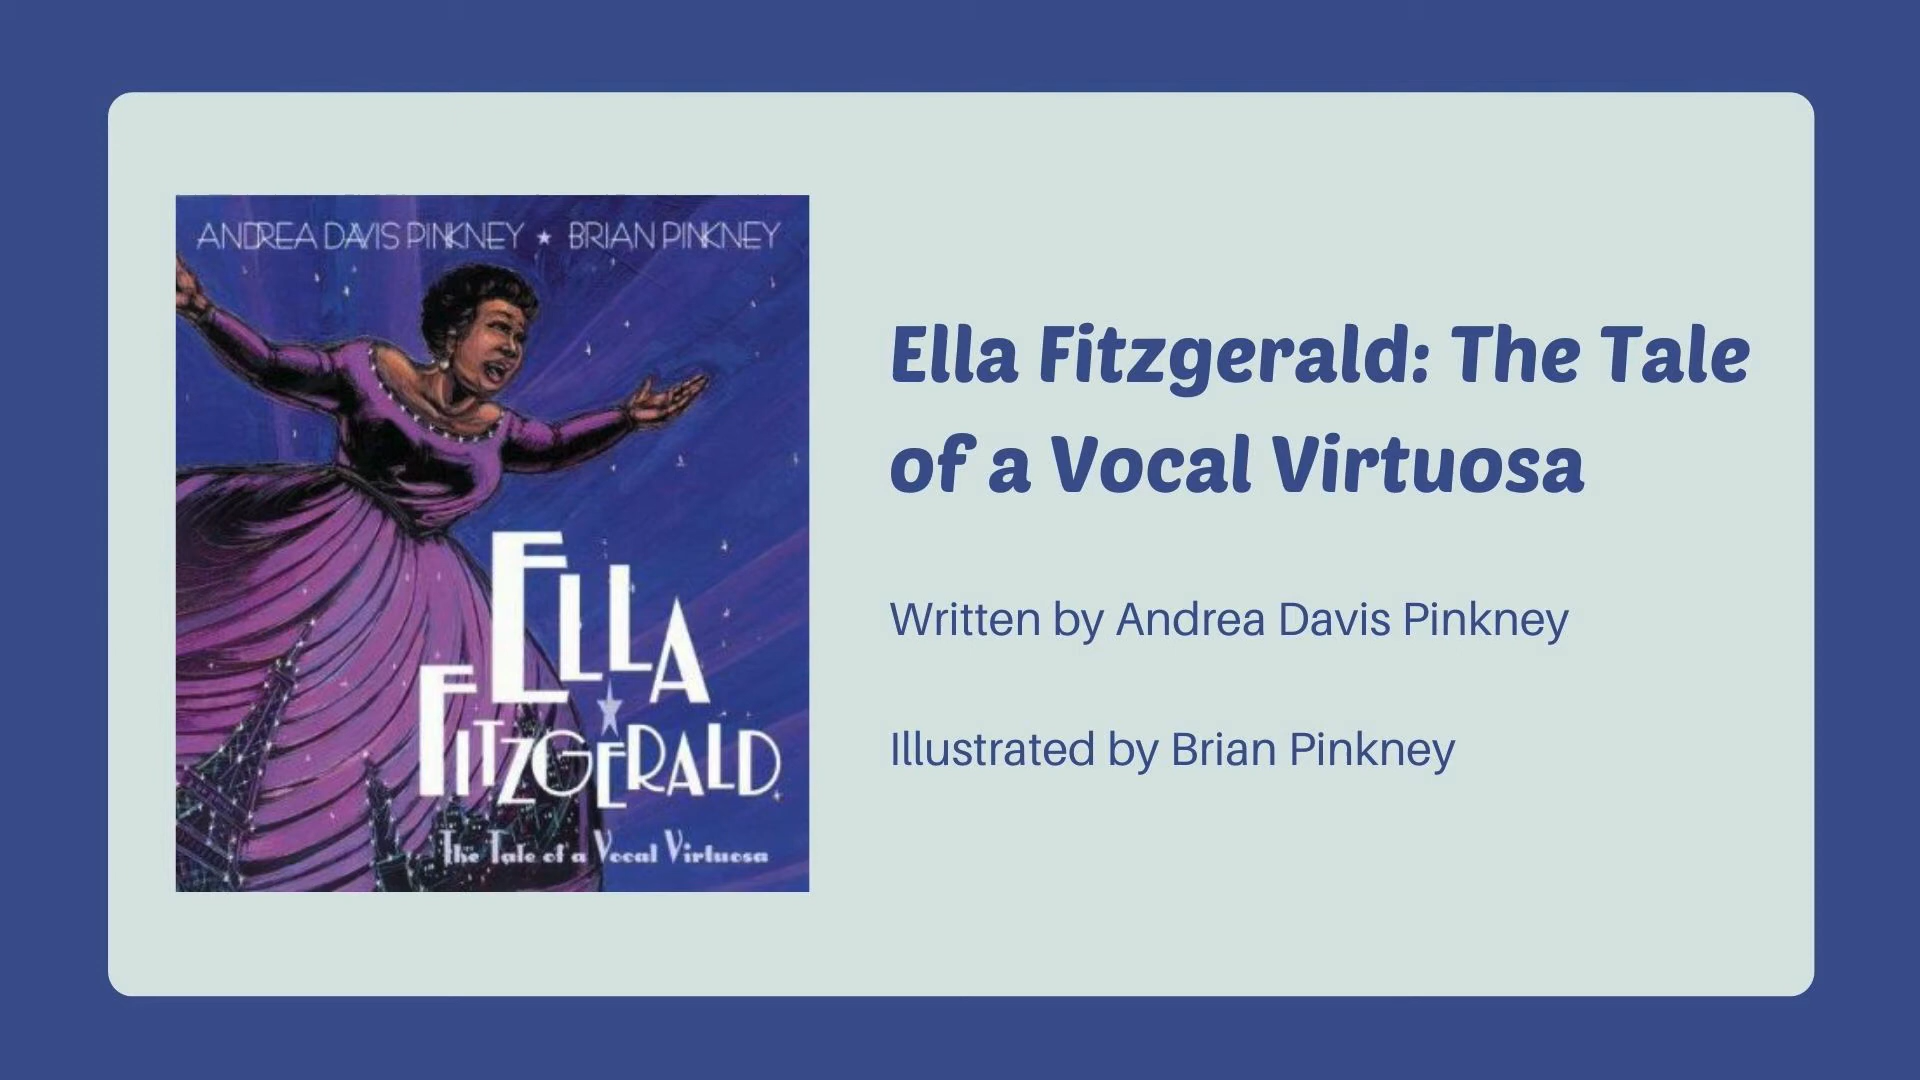 ANDREA DAVIS PINKNEY ★ BRIAN PINKNEY
ELLA
FITZGERALD
The Tale of a Vocal Virtuosa
Ella Fitzgerald: The Tale
of a Vocal Virtuosa
Written by Andrea Davis Pinkney
Illustrated by Brian Pinkney